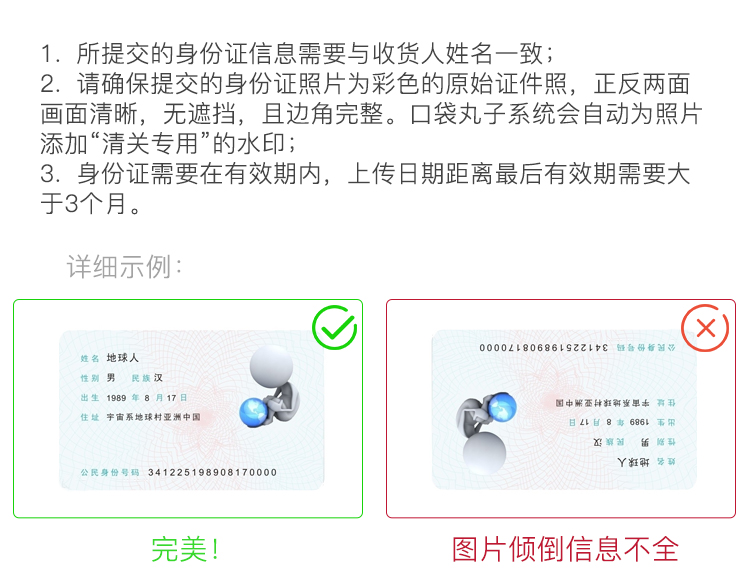 1. 所提交的身份证信息需要与收货人姓名一致；
2. 请确保提交的身份证照片为彩色的原始证件照，正反两面
画面清晰，无遮挡，且边角完整。口袋丸子系统会自动为照片
添加“清关专用”的水印；
3. 身份证需要在有效期内，上传日期距离最后有效期需要大
于3个月。
详细示例：
姓名 地球人
性别 男 民族 汉
出生 1989 年 8 月 17 日
住址 宇宙系地球村亚洲中国
公民身份号码 341225198908170000
完美！
公民身份号码 341225198908170000
住址 宇宙系地球村亚洲中国
出生 1989 年 8 月 17 日
性别 男 民族 汉
姓名 地球人
图片倾倒信息不全